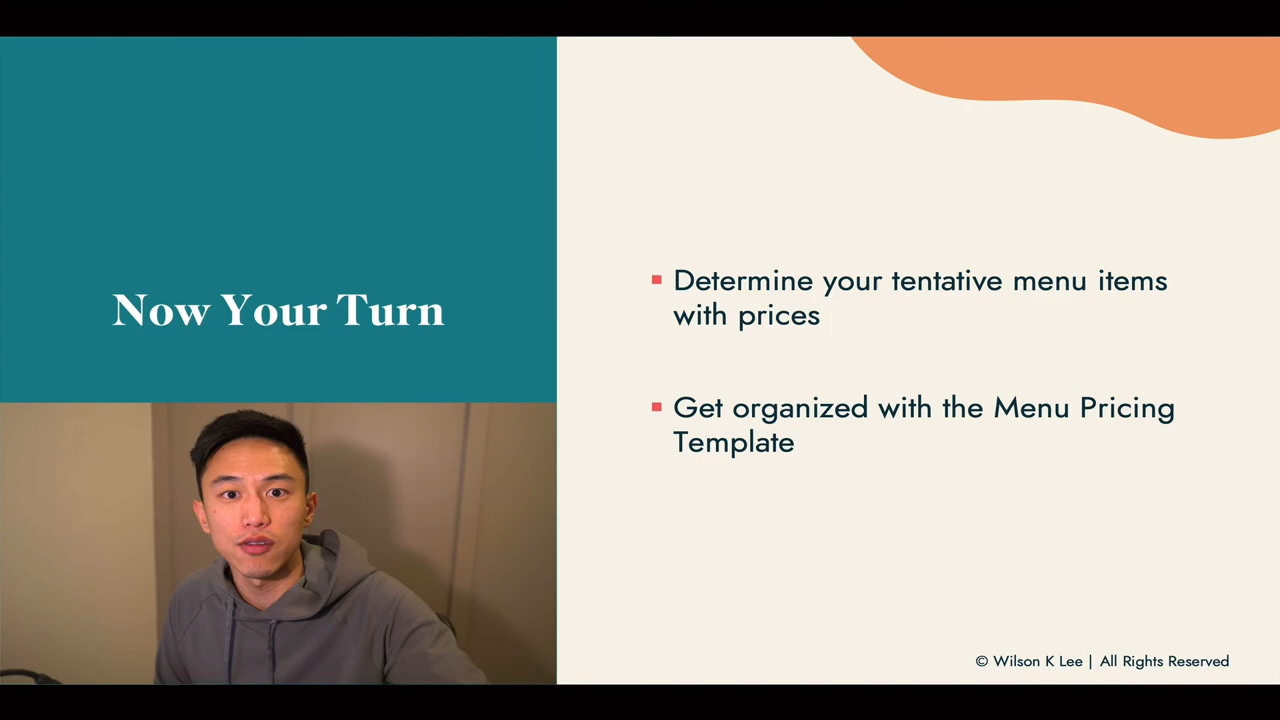 Now Your Turn
Determine your tentative menu items
with prices
Get organized with the Menu Pricing
Template
© Wilson K Lee | All Rights Reserved